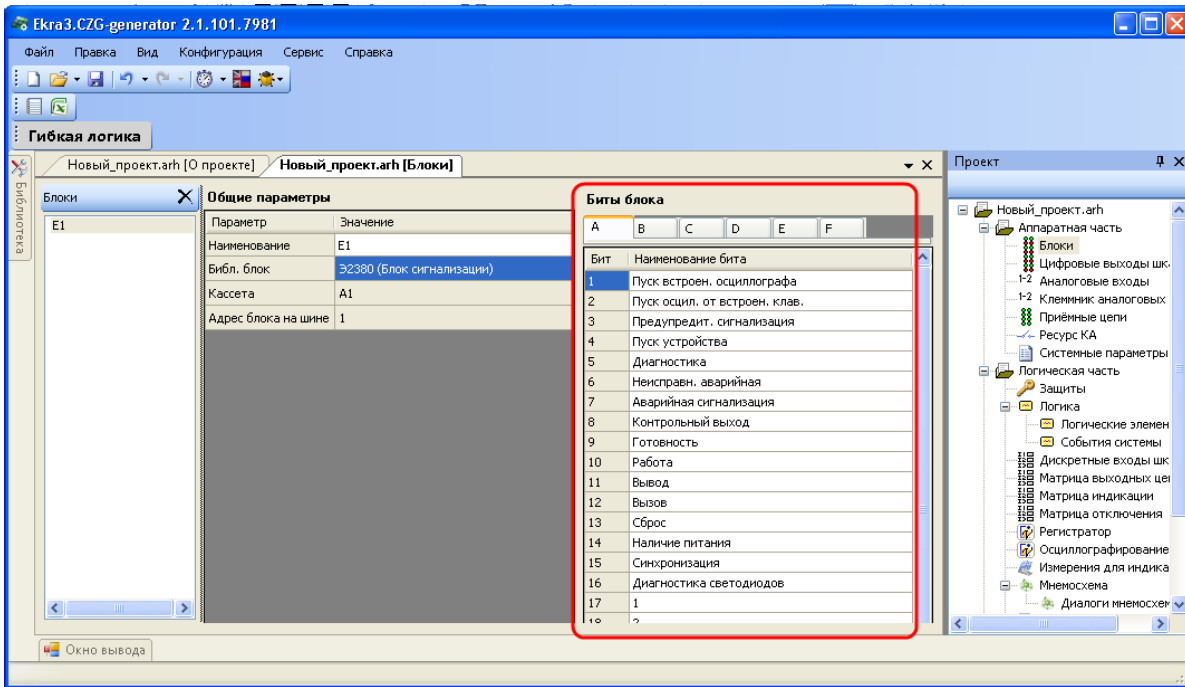 Ekra3.CZG-generator 2.1.101.7981
Файл Правка Вид Конфигурация Сервис Справка
Гибкая логика
Библиотека
Новый_проект.arh [О проекте] Новый_проект.arh [Блоки]
Блоки
E1
Общие параметры
Параметр Значение
Наименование E1
Библ. блок Э2380 (Блок сигнализации)
Кассета A1
Адрес блока на шине 1
Биты блока
A B C D E F
Бит Наименование бита
1 Пуск встроен. осциллографа
2 Пуск осцил. от встроен. клав.
3 Предупредит. сигнализация
4 Пуск устройства
5 Диагностика
6 Неисправн. аварийная
7 Аварийная сигнализация
8 Контрольный выход
9 Готовность
10 Работа
11 Вывод
12 Вызов
13 Сброс
14 Наличие питания
15 Синхронизация
16 Диагностика светодиодов
17 1
18 2
Проект
Новый_проект.arh
Аппаратная часть
Блоки
Цифровые выходы шк
Аналоговые входы
Клеммник аналоговых
Приёмные цепи
Ресурс КА
Системные параметры
Логическая часть
Защиты
Логика
Логические элемен
События системы
Дискретные входы шк
Матрица выходных цеп
Матрица индикации
Матрица отключения
Регистратор
Осциллографирование
Измерения для индика
Мнемосхема
Диалоги мнемосхем
Окно вывода